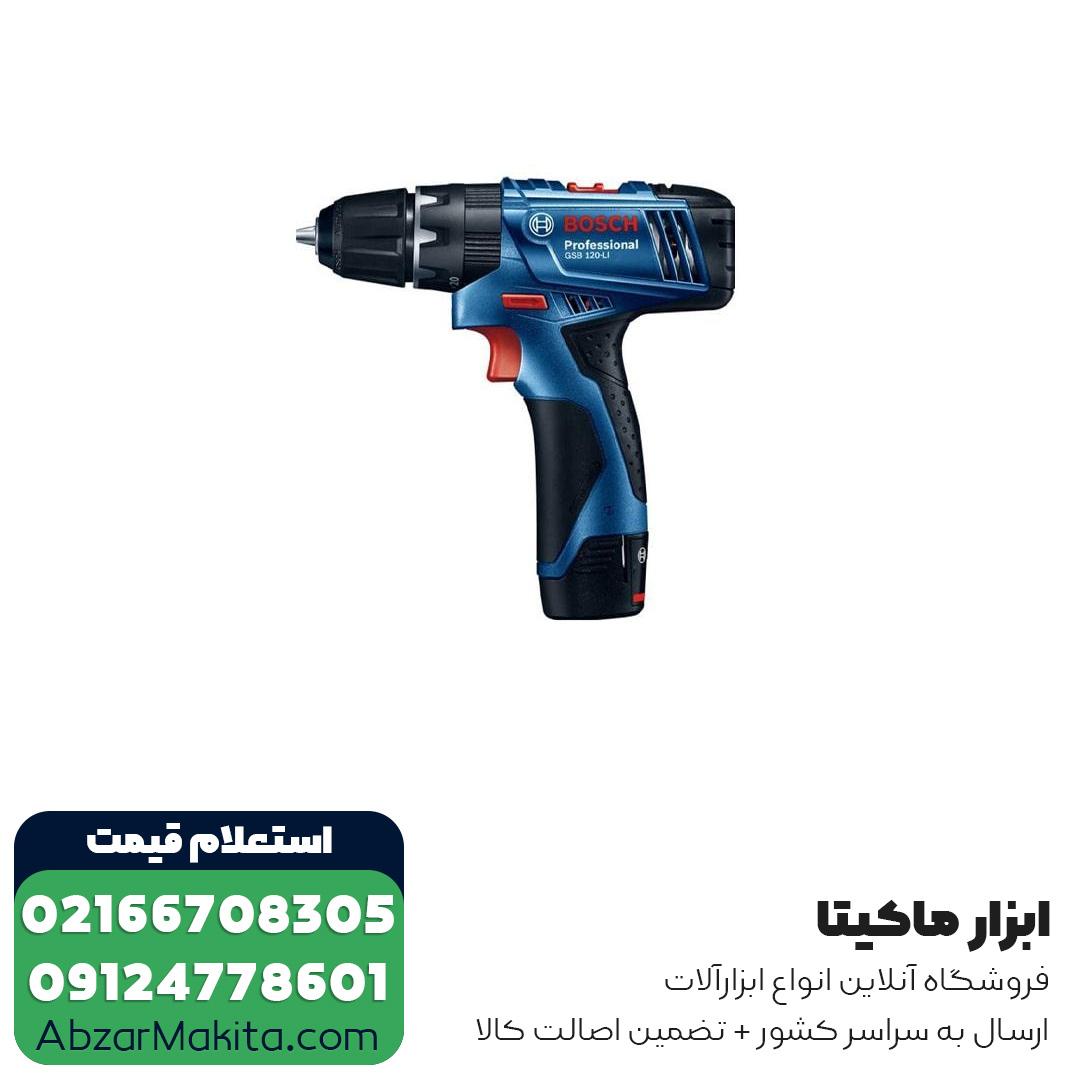 BOSCH
Professional
GSB 120-LI
20
استعلام قیمت
02166708305
09124778601
AbzarMakita.com
ابزار ماکیتا
فروشگاه آنلاین انواع ابزارآلات
ارسال به سراسر کشور + تضمین اصالت کالا